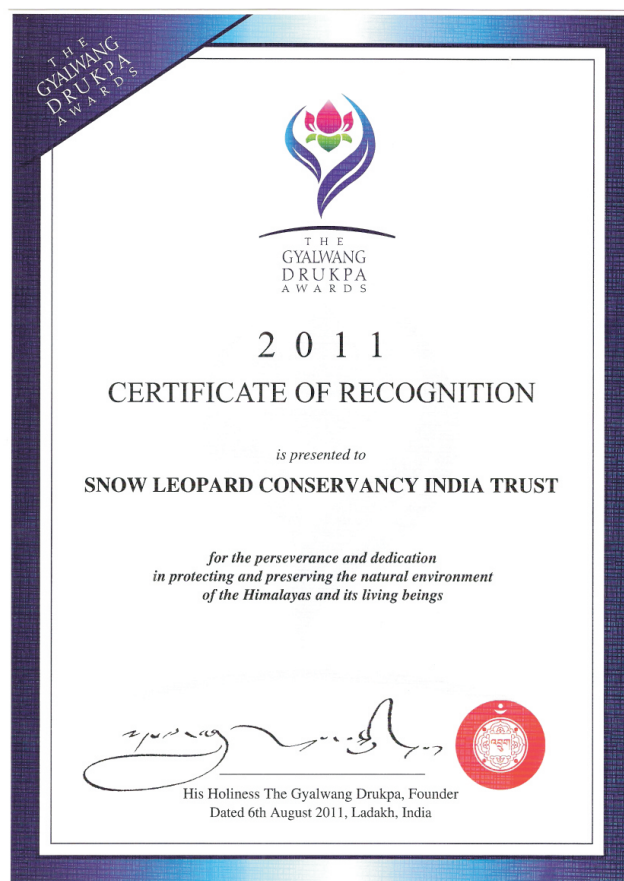 THE
GYALWANG
DRUKPA
AWARDS
THE
GYALWANG
DRUKPA
AWARDS
2011
CERTIFICATE OF RECOGNITION
is presented to
SNOW LEOPARD CONSERVANCY INDIA TRUST
for the perseverance and dedication
in protecting and preserving the natural environment
of the Himalayas and its living beings
His Holiness The Gyalwang Drukpa, Founder
Dated 6th August 2011, Ladakh, India